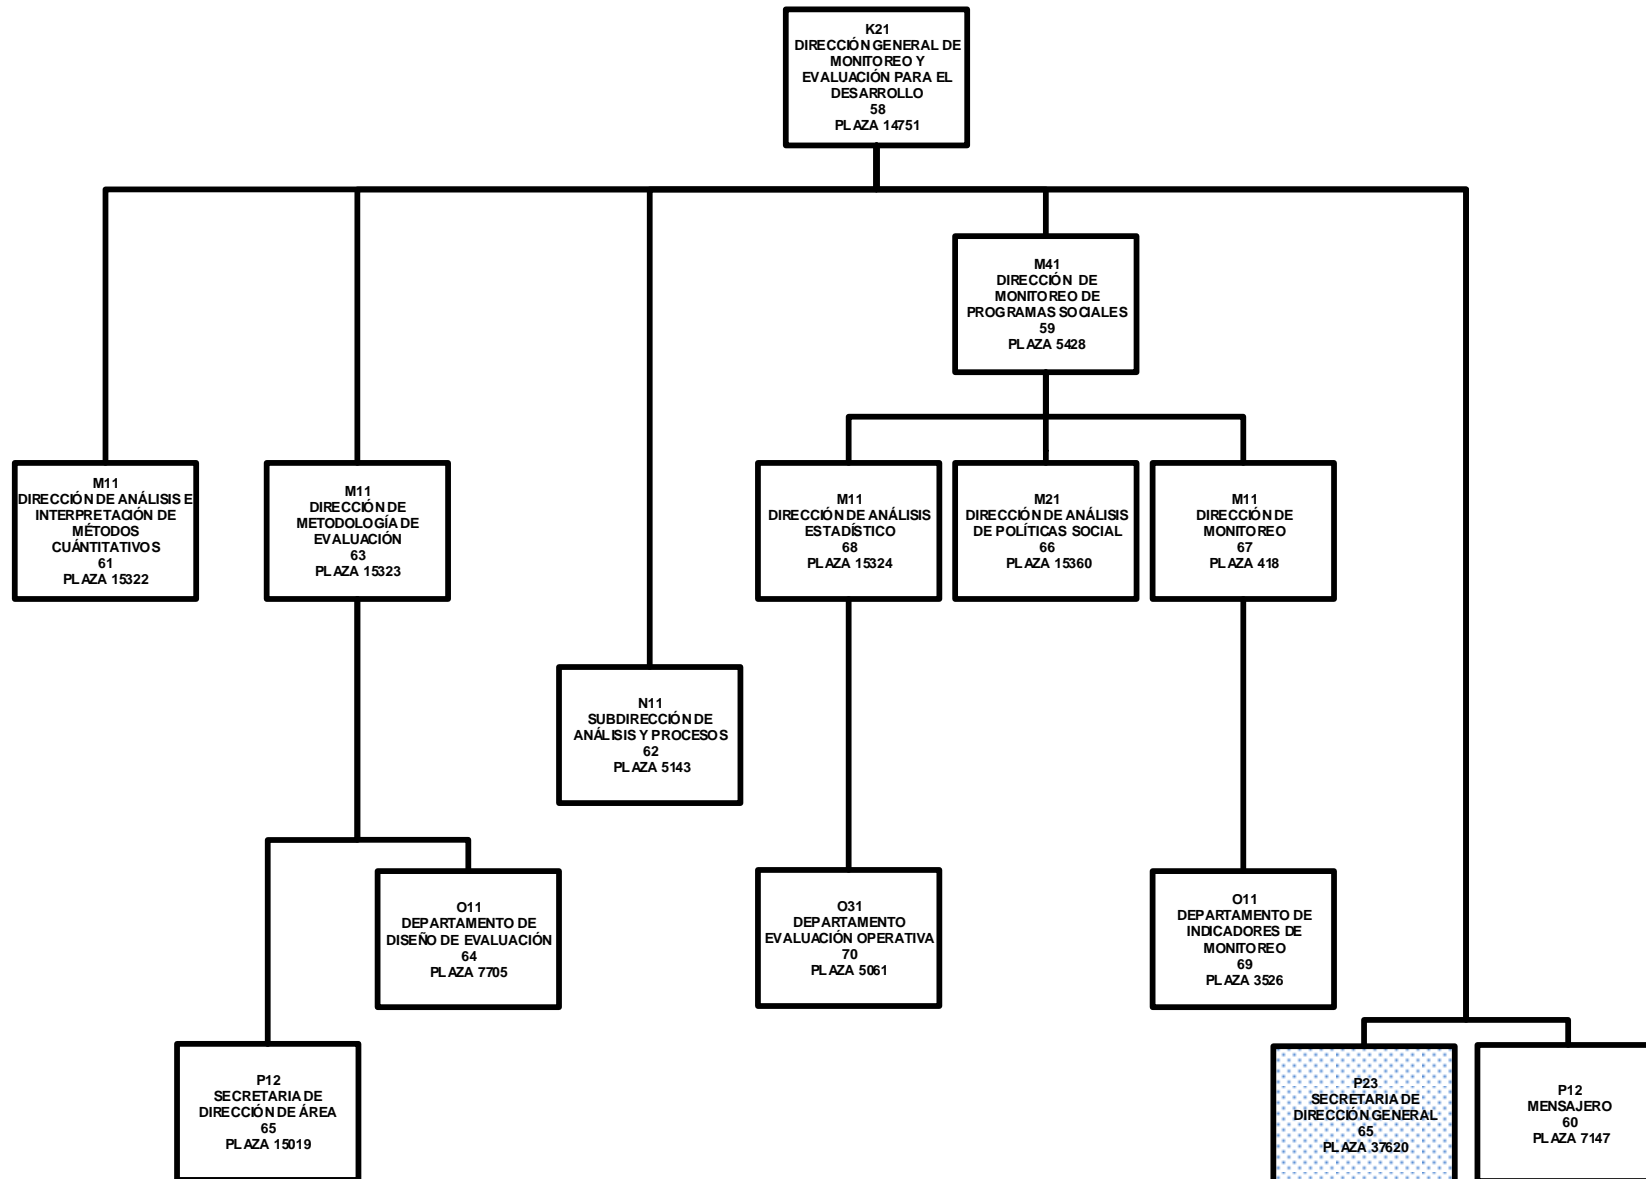 K21
DIRECCIÓN GENERAL DE
MONITOREO Y
EVALUACIÓN PARA EL
DESARROLLO
58
PLAZA 14751
M41
DIRECCIÓN DE
MONITOREO DE
PROGRAMAS SOCIALES
59
PLAZA 5428
M11
DIRECCIÓN DE ANÁLISIS E
INTERPRETACIÓN DE
MÉTODOS
CUÁNTITATIVOS
61
PLAZA 15322
M11
DIRECCIÓN DE
METODOLOGÍA DE
EVALUACIÓN
63
PLAZA 15323
M11
DIRECCIÓN DE ANÁLISIS
ESTADÍSTICO
68
PLAZA 15324
M21
DIRECCIÓN DE ANÁLISIS
DE POLÍTICAS SOCIAL
66
PLAZA 15360
M11
DIRECCIÓN DE
MONITOREO
67
PLAZA 418
N11
SUBDIRECCIÓN DE
ANÁLISIS Y PROCESOS
62
PLAZA 5143
O11
DEPARTAMENTO DE
DISEÑO DE EVALUACIÓN
64
PLAZA 7705
O31
DEPARTAMENTO
EVALUACIÓN OPERATIVA
70
PLAZA 5061
O11
DEPARTAMENTO DE
INDICADORES DE
MONITOREO
69
PLAZA 3526
P12
SECRETARIA DE
DIRECCIÓN DE ÁREA
65
PLAZA 15019
P23
SECRETARIA DE
DIRECCIÓN GENERAL
65
PLAZA 37620
P12
MENSAJERO
60
PLAZA 7147